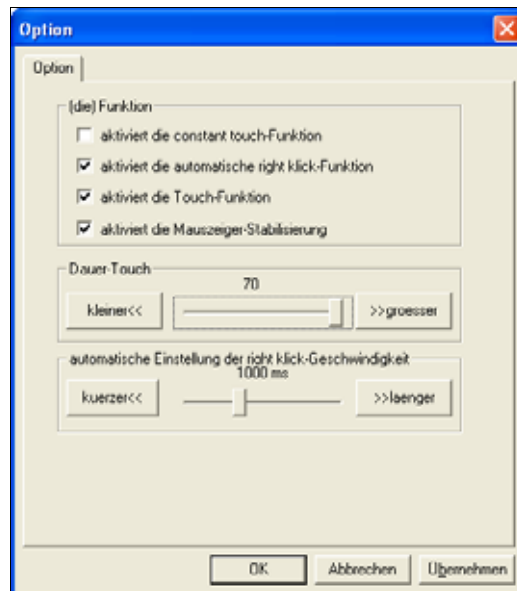 Option
Option
(die) Funktion
aktiviert die constant touch-Funktion
aktiviert die automatische right klick-Funktion
aktiviert die Touch-Funktion
aktiviert die Mauszeiger-Stabilisierung
Dauer-Touch
70
kleiner<< >>groesser
automatische Einstellung der right klick-Geschwindigkeit
1000 ms
kuerzer<< >>laenger
OK Abbrechen Übernehmen